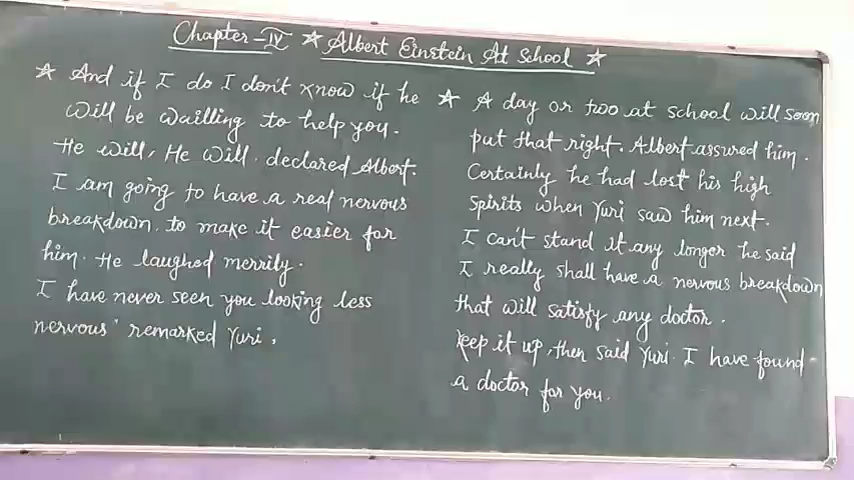 Chapter - IV ★ Albert Einstein At School ★
★ And if I do I don't know if he
will be wailling to help you.
He will, He will. declared Albert.
I am going to have a real nervous
breakdown. to make it easier for
him. He laughed merrily.
I have never seen you looking less
nervous" remarked Yuri.
★ A day or two at school will soon
put that right. Albert assured him.
Certainly he had lost his high
Spirits when Yuri saw him next.
I can't stand it any longer he said
I really shall have a nervous breakdown
that will satisfy any doctor.
keep it up, then said Yuri. I have found
a doctor for you.